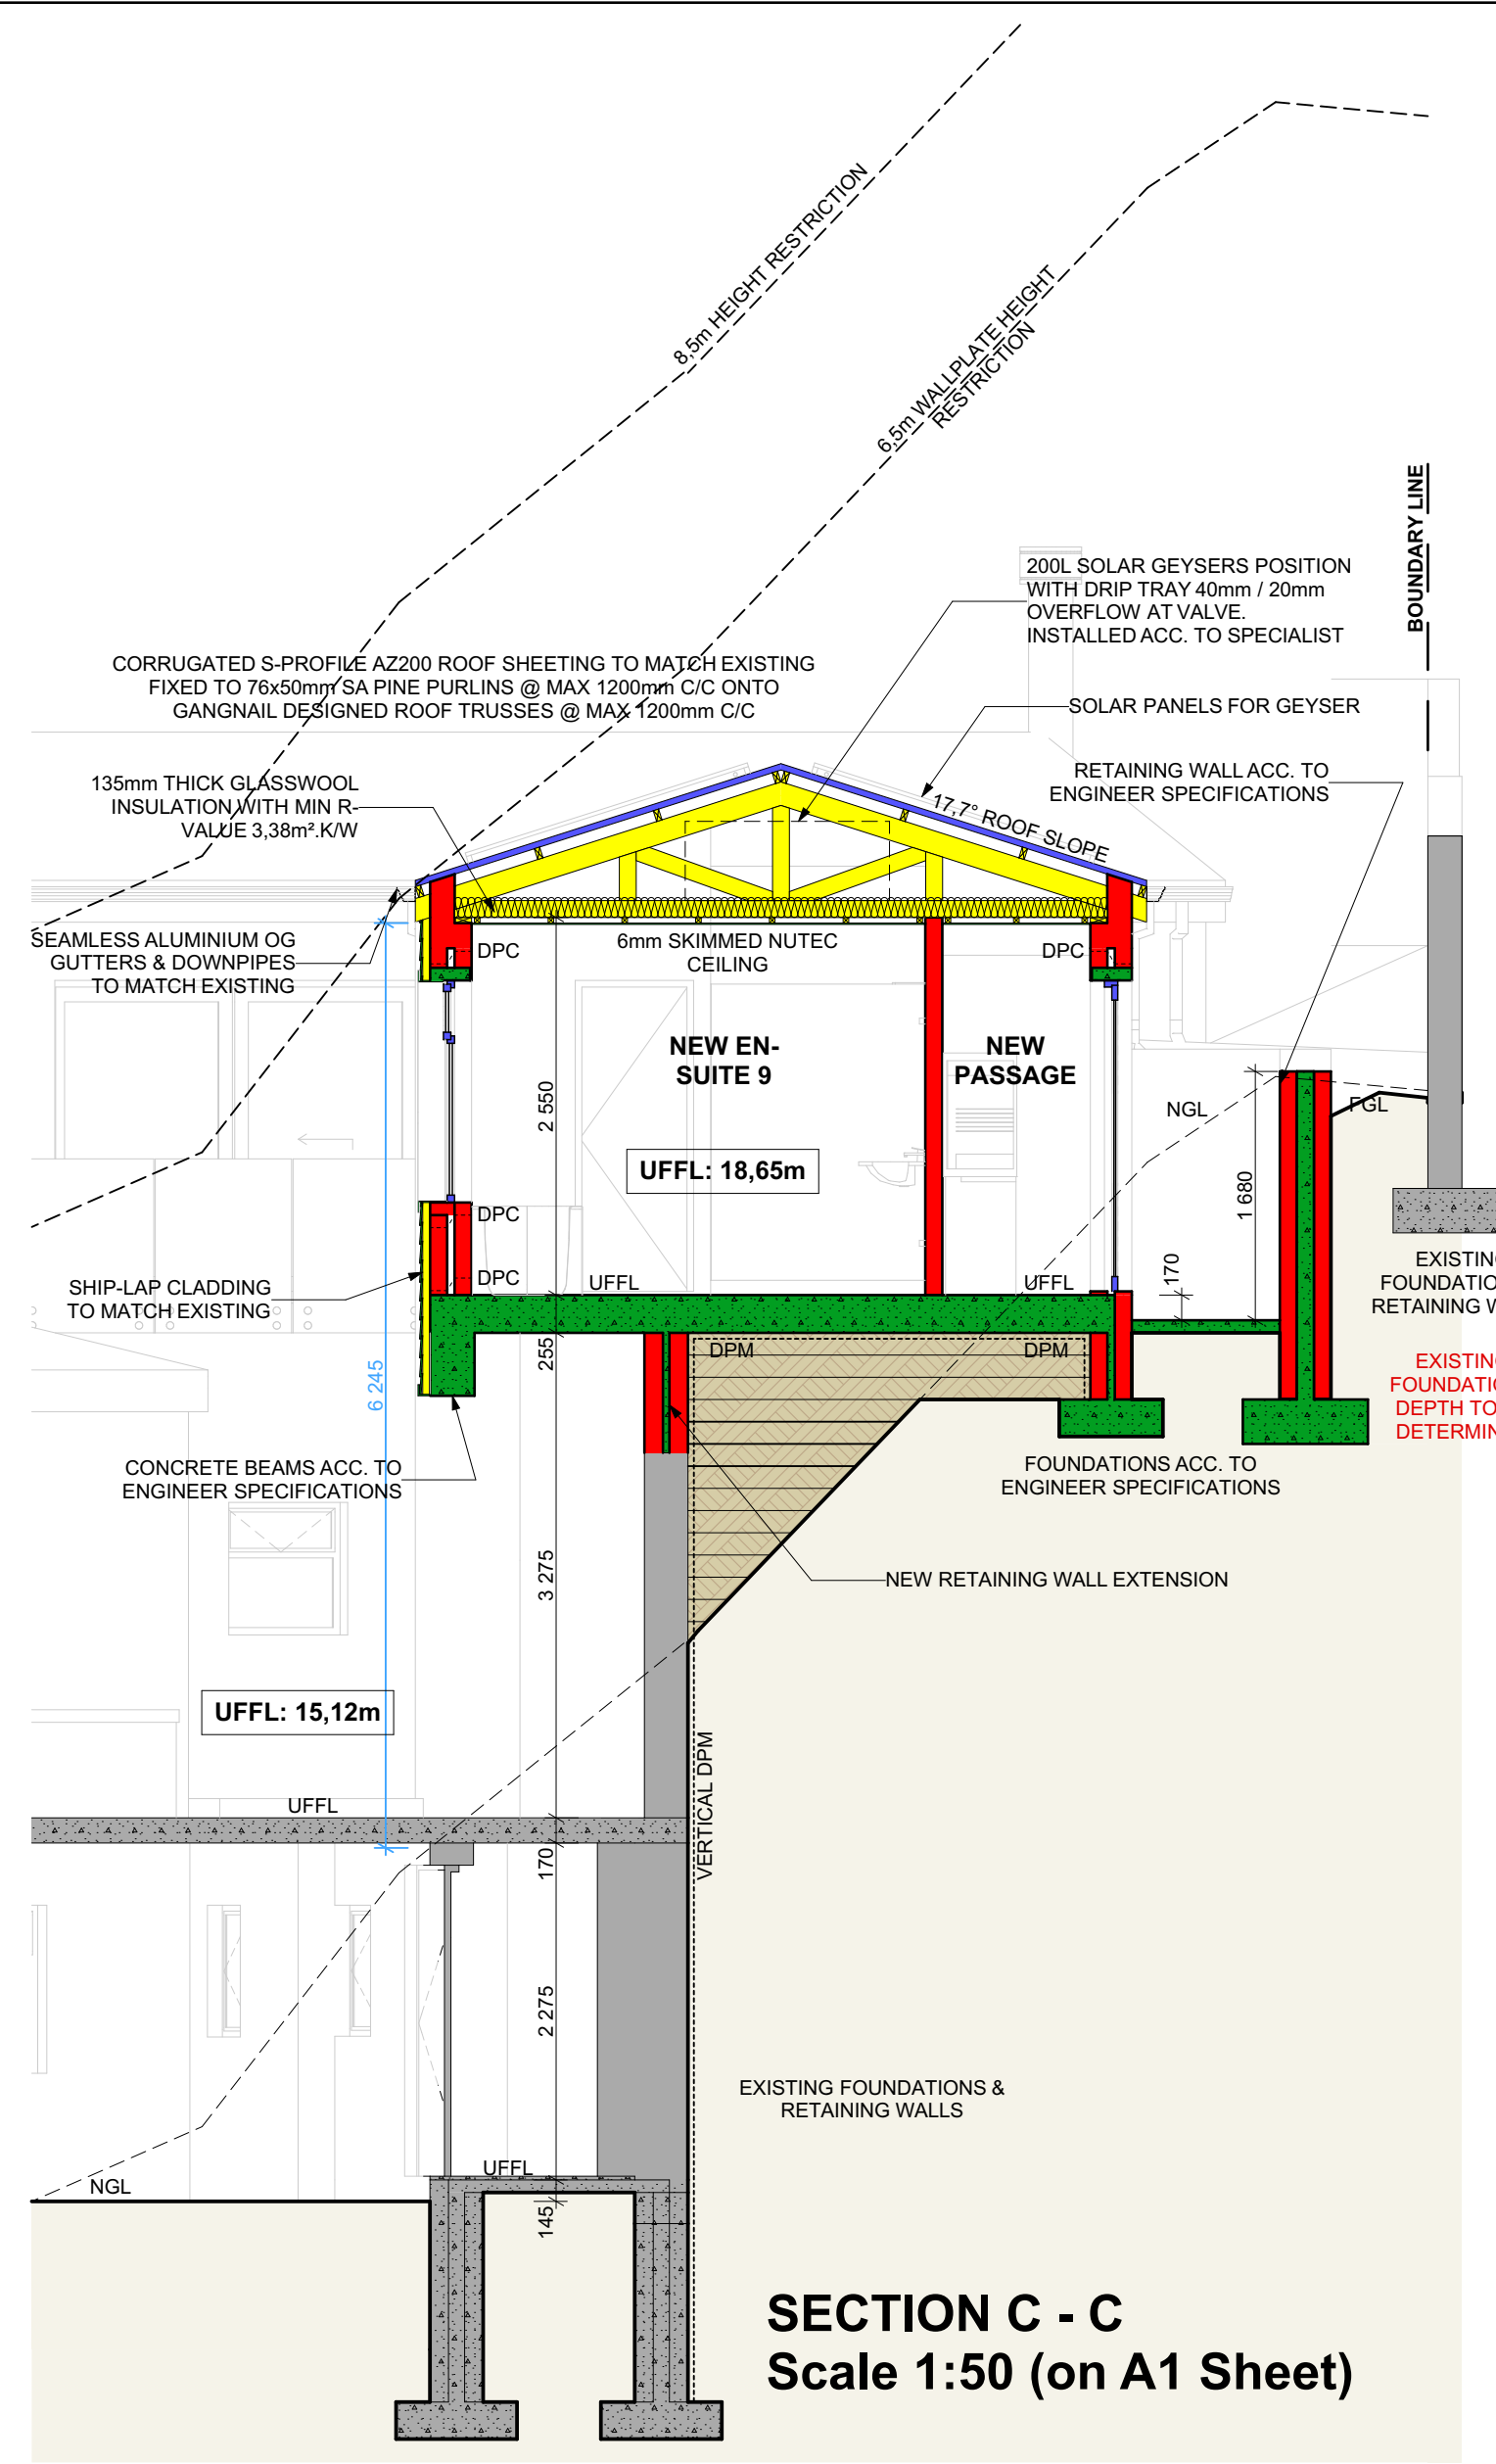 8,5m HEIGHT RESTRICTION
6,5m WALLPLATE HEIGHT
RESTRICTION
BOUNDARY LINE
200L SOLAR GEYSERS POSITION
WITH DRIP TRAY 40mm / 20mm
OVERFLOW AT VALVE.
INSTALLED ACC. TO SPECIALIST
CORRUGATED S-PROFILE AZ200 ROOF SHEETING TO MATCH EXISTING
FIXED TO 76x50mm SA PINE PURLINS @ MAX 1200mm C/C ONTO
GANGNAIL DESIGNED ROOF TRUSSES @ MAX 1200mm C/C
SOLAR PANELS FOR GEYSER
135mm THICK GLASSWOOL
INSULATION WITH MIN R-
VALUE 3,38m².K/W
RETAINING WALL ACC. TO
ENGINEER SPECIFICATIONS
17,7° ROOF SLOPE
SEAMLESS ALUMINIUM OG
GUTTERS & DOWNPIPES
TO MATCH EXISTING
DPC
6mm SKIMMED NUTEC
CEILING
DPC
NEW EN-
SUITE 9
NEW
PASSAGE
2 550
NGL
FGL
UFFL: 18,65m
1 680
DPC
DPC
SHIP-LAP CLADDING
TO MATCH EXISTING
UFFL
UFFL
170
EXISTING
FOUNDATIO
RETAINING W
255
DPM
DPM
6 245
EXISTING
FOUNDATIO
DEPTH TO
DETERMIN
CONCRETE BEAMS ACC. TO
ENGINEER SPECIFICATIONS
FOUNDATIONS ACC. TO
ENGINEER SPECIFICATIONS
3 275
NEW RETAINING WALL EXTENSION
UFFL: 15,12m
VERTICAL DPM
UFFL
170
2 275
EXISTING FOUNDATIONS &
RETAINING WALLS
UFFL
NGL
145
SECTION C - C
Scale 1:50 (on A1 Sheet)